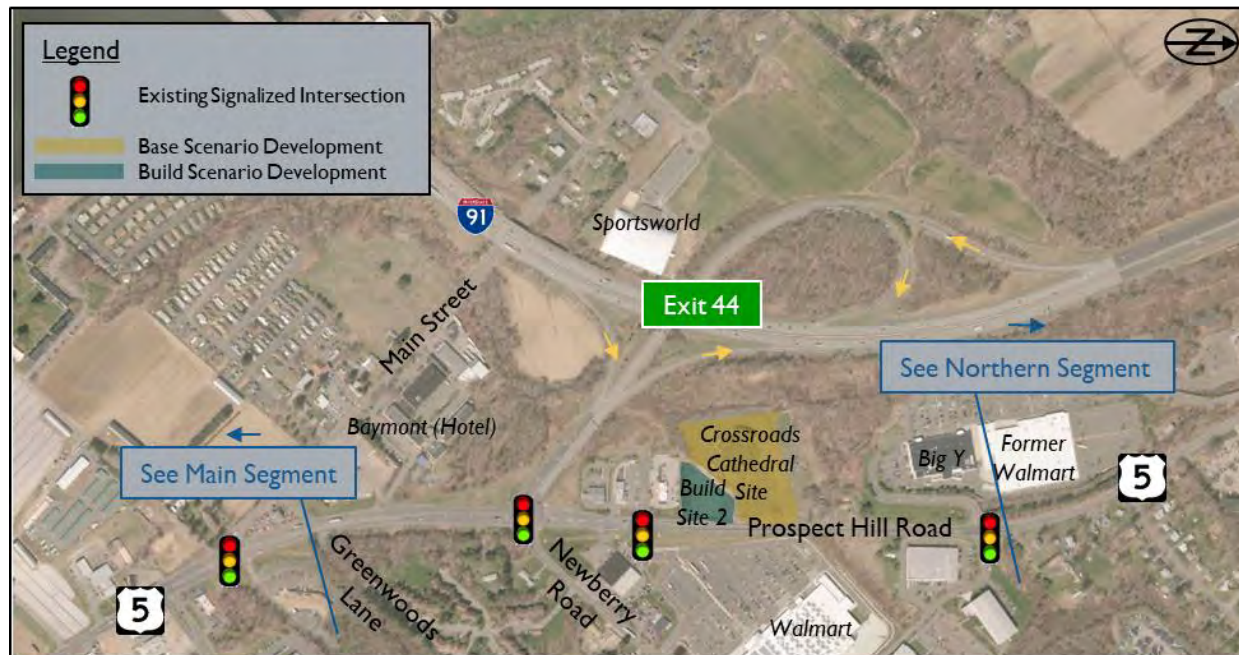 Legend
Existing Signalized Intersection
Base Scenario Development
Build Scenario Development
N
INTERSTATE
91
Sportsworld
Exit 44
Main Street
See Northern Segment
Baymont (Hotel)
See Main Segment
Crossroads
Cathedral
Site
Build
Site 2
Big Y
Former
Walmart
5
Prospect Hill Road
Greenwoods
Lane
Newberry
Road
5
Walmart